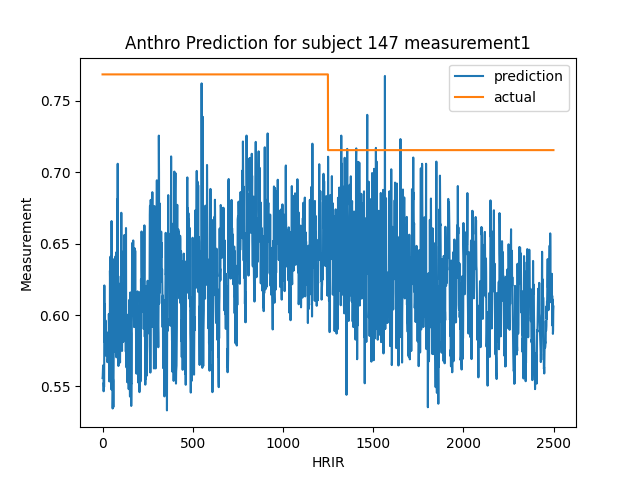 Anthro Prediction for subject 147 measurement1
prediction
actual
Measurement
0.75
0.70
0.65
0.60
0.55
0 500 1000 1500 2000 2500
HRIR